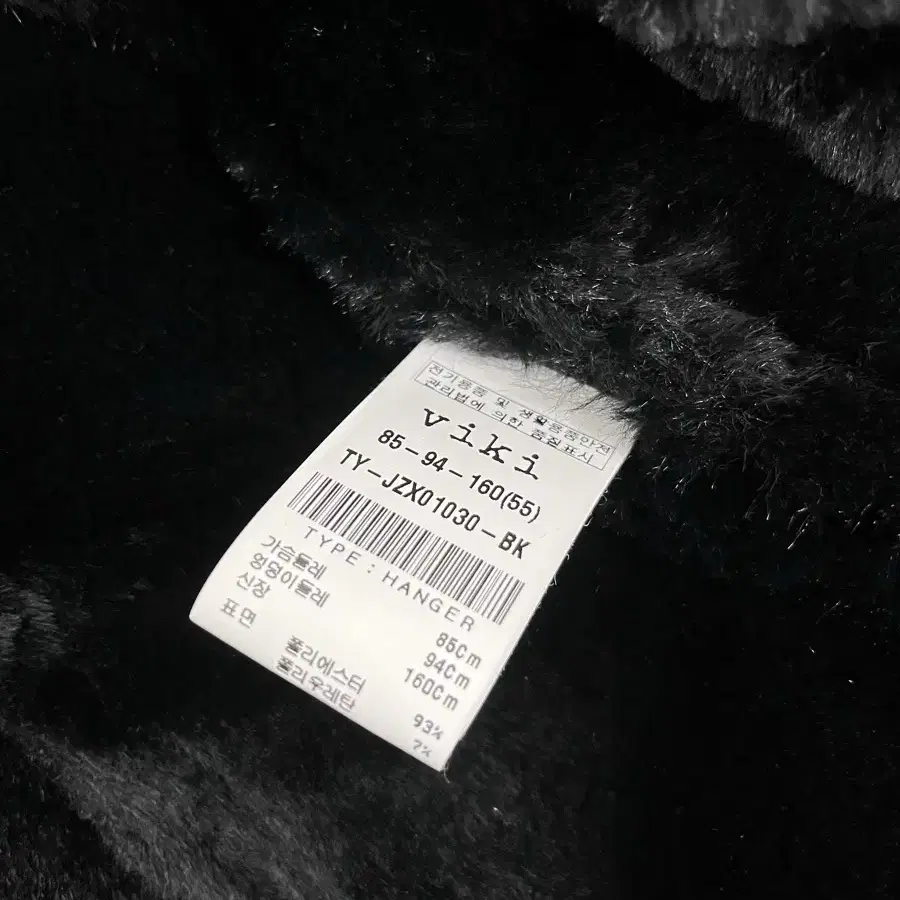 전기용품 및 생활용품안전
관리법에 의한 품질표시
viki
85-94-160(55)
TY-JZX01030-BK
TYPE:HANGER
가슴둘레 85Cm
엉덩이둘레 94Cm
신장 160Cm
표면
폴리에스터 93%
폴리우레탄 7%